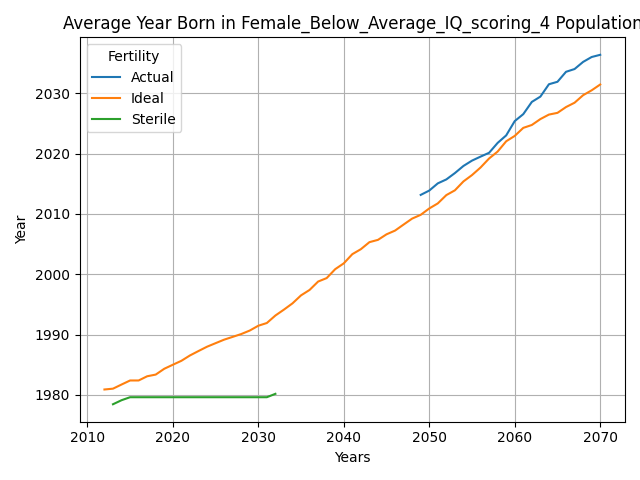 Average Year Born in Female_Below_Average_IQ_scoring_4 Population
Fertility
Actual
Ideal
Sterile
2030
2020
2010
2000
1990
1980
Year
2010 2020 2030 2040 2050 2060 2070
Years